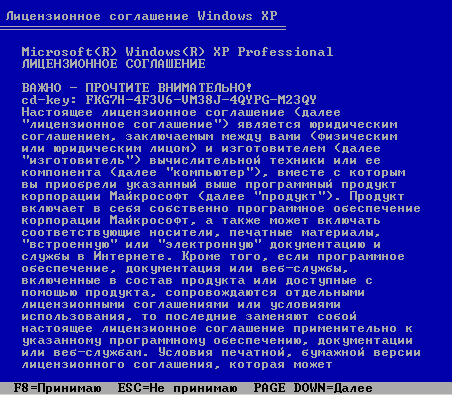 Лицензионное соглашение Windows XP
Microsoft(R) Windows(R) XP Professional
ЛИЦЕНЗИОННОЕ СОГЛАШЕНИЕ
ВАЖНО - ПРОЧТИТЕ ВНИМАТЕЛЬНО!
cd-key: FKG7H-4F3V6-VM38J-4QYPG-M23QY
Настоящее лицензионное соглашение (далее
"лицензионное соглашение") является юридическим
соглашением, заключаемым между вами (физическим
или юридическим лицом) и изготовителем (далее
"изготовитель") вычислительной техники или ее
компонента (далее "компьютер"), вместе с которым
вы приобрели указанный выше программный продукт
корпорации Майкрософт (далее "продукт"). Продукт
включает в себя собственно программное обеспечение
корпорации Майкрософт, а также может включать
соответствующие носители, печатные материалы,
"встроенную" или "электронную" документацию и
службы в Интернете. Кроме того, если программное
обеспечение, документация или веб-службы,
включенные в состав продукта или доступные с
помощью продукта, сопровождаются отдельными
лицензионными соглашениями или условиями
использования, то последние заменяют собой
настоящее лицензионное соглашение применительно к
указанному программному обеспечению, документации
или веб-службам. Условия печатной, бумажной версии
лицензионного соглашения, которая может
F8=Принимаю ESC=Не принимаю PAGE DOWN=Далее